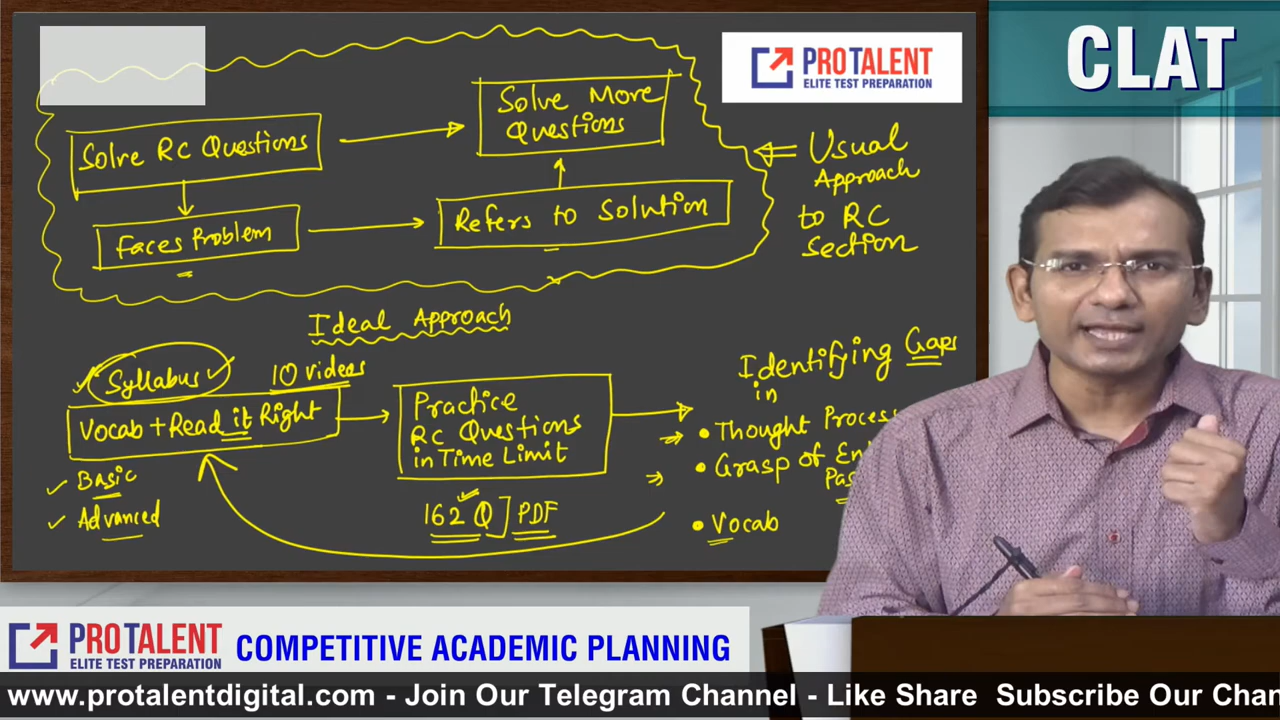 Solve RC Questions
Solve More
Questions
Faces Problem
Refers to Solution
Usual
Approach
to RC
Section
PROTALENT
ELITE TEST PREPARATION
CLAT
Ideal Approach
Syllabus
10 videos
Vocab + Read it Right
Basic
Advanced
Practice
RC Questions
in Time Limit
162 Q ] PDF
Identifying Gaps
in
• Thought Process
• Grasp of
• Vocab
PROTALENT
ELITE TEST PREPARATION
COMPETITIVE ACADEMIC PLANNING
www.protalentdigital.com - Join Our Telegram Channel - Like Share Subscribe Our